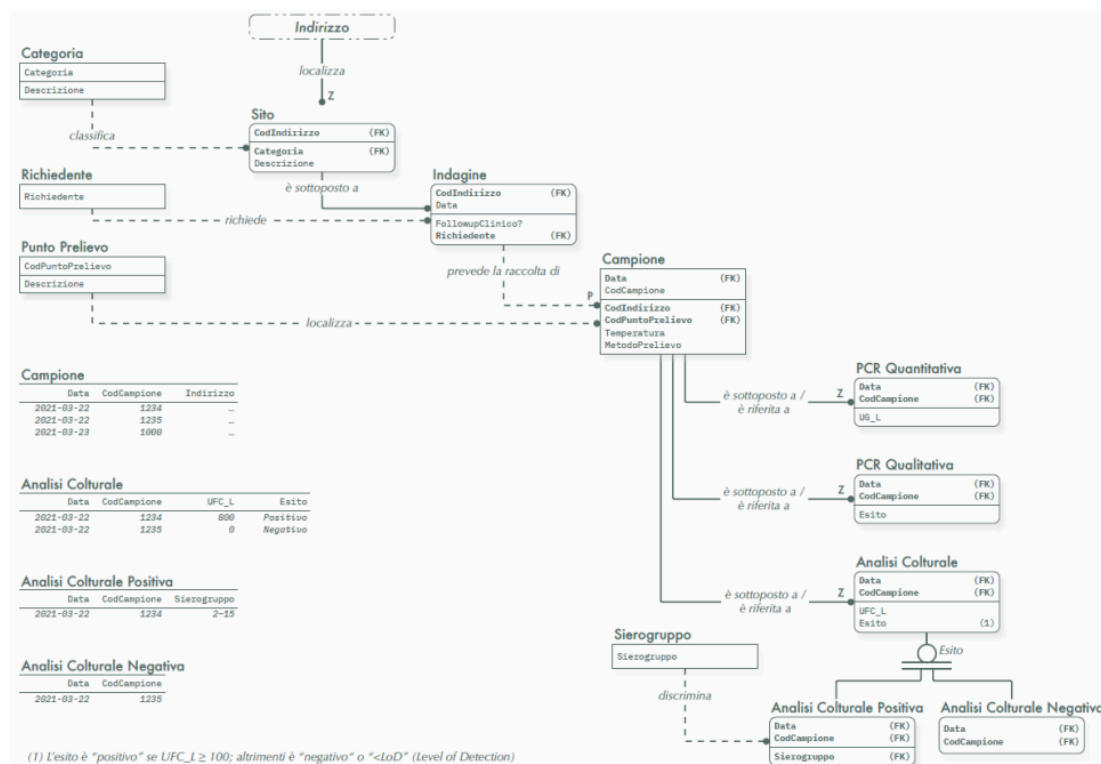 Indirizzo
localizza
Z
Categoria
Categoria
Descrizione
classifica
Sito
CodIndirizzo (FK)
Categoria (FK)
Descrizione
è sottoposto a
Richiedente
Richiedente
richiede
Indagine
CodIndirizzo (FK)
Data
FollowupClinico?
Richiedente (FK)
prevede la raccolta di
P
Punto Prelievo
CodPuntoPrelievo
Descrizione
localizza
Campione
Data (FK)
CodCampione
CodIndirizzo (FK)
CodPuntoPrelievo (FK)
Temperatura
MetodoPrelievo
è sottoposto a /
è riferita a
Z
PCR Quantitativa
Data (FK)
CodCampione (FK)
UG_L
è sottoposto a /
è riferita a
Z
PCR Qualitativa
Data (FK)
CodCampione (FK)
Esito
è sottoposto a /
è riferita a
Z
Analisi Colturale
Data (FK)
CodCampione (FK)
UFC_L
Esito (1)
Esito
Sierogruppo
Sierogruppo
discrimina
Analisi Colturale Positiva
Data (FK)
CodCampione (FK)
Sierogruppo (FK)
Analisi Colturale Negativa
Data (FK)
CodCampione (FK)
Campione
Data CodCampione Indirizzo
2021-03-22 1234 …
2021-03-22 1235 …
2021-03-23 1000 …
Analisi Colturale
Data CodCampione UFC_L Esito
2021-03-22 1234 800 Positivo
2021-03-22 1235 0 Negativo
Analisi Colturale Positiva
Data CodCampione Sierogruppo
2021-03-22 1234 2–15
Analisi Colturale Negativa
Data CodCampione
2021-03-22 1235
(1) L'esito è "positivo" se UFC_L ≥ 100; altrimenti è "negativo" o "<LoD" (Level of Detection)